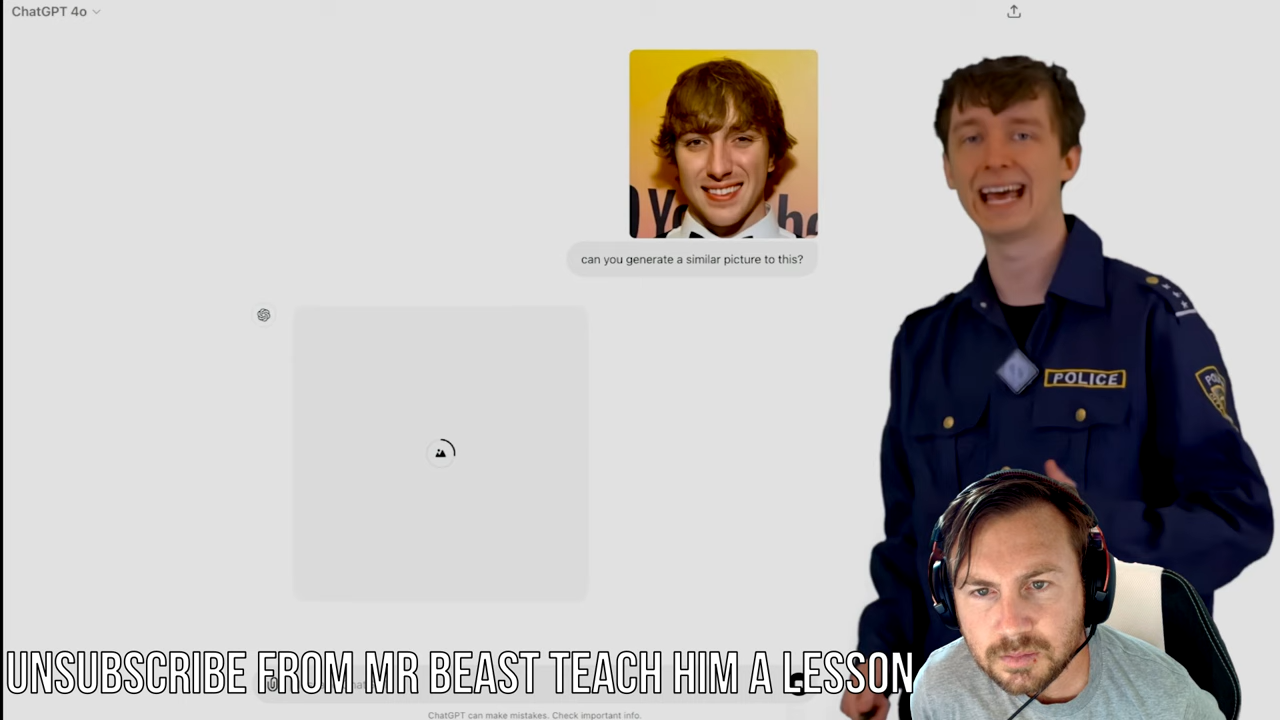 ChatGPT 4o
can you generate a similar picture to this?
POLICE
UNSUBSCRIBE FROM MR BEAST TEACH HIM A LESSON
ChatGPT can make mistakes. Check important info.